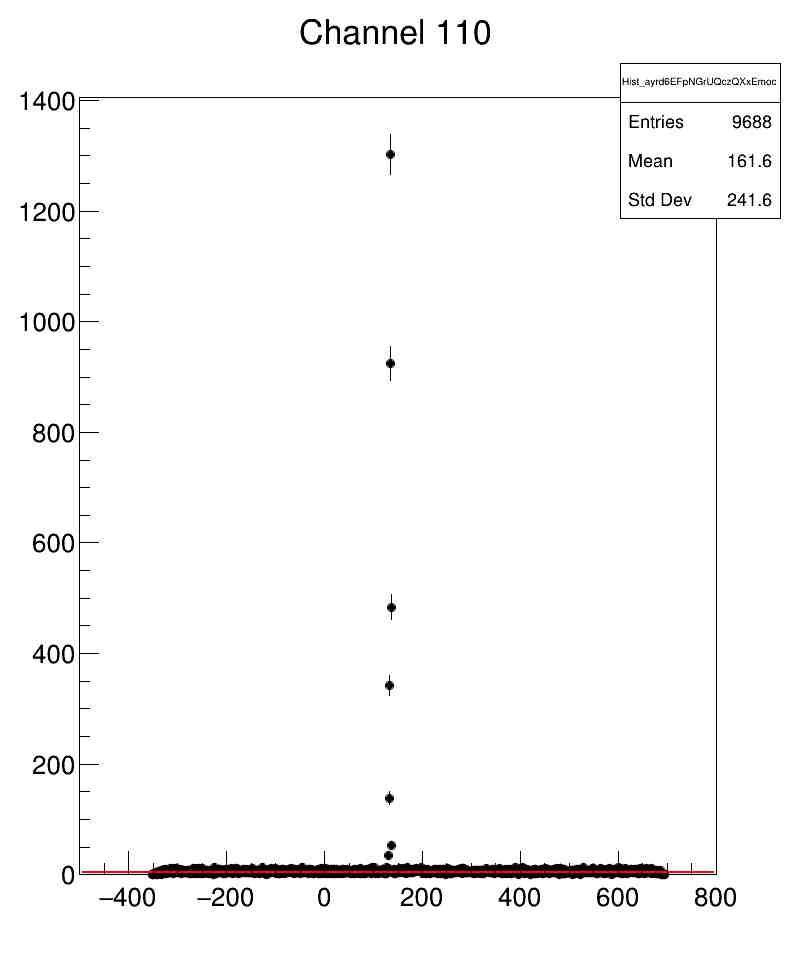 Channel 110
Hist_ayrd6EFpNGrUQczQXxEmoc
Entries 9688
Mean 161.6
Std Dev 241.6
1400
1200
1000
800
600
400
200
0
−400 −200 0 200 400 600 800